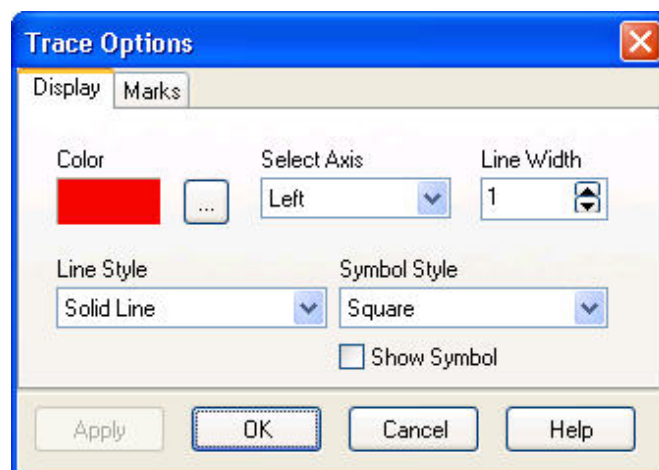 Trace Options
Display Marks
Color Select Axis Line Width
... Left 1
Line Style Symbol Style
Solid Line Square
Show Symbol
Apply OK Cancel Help